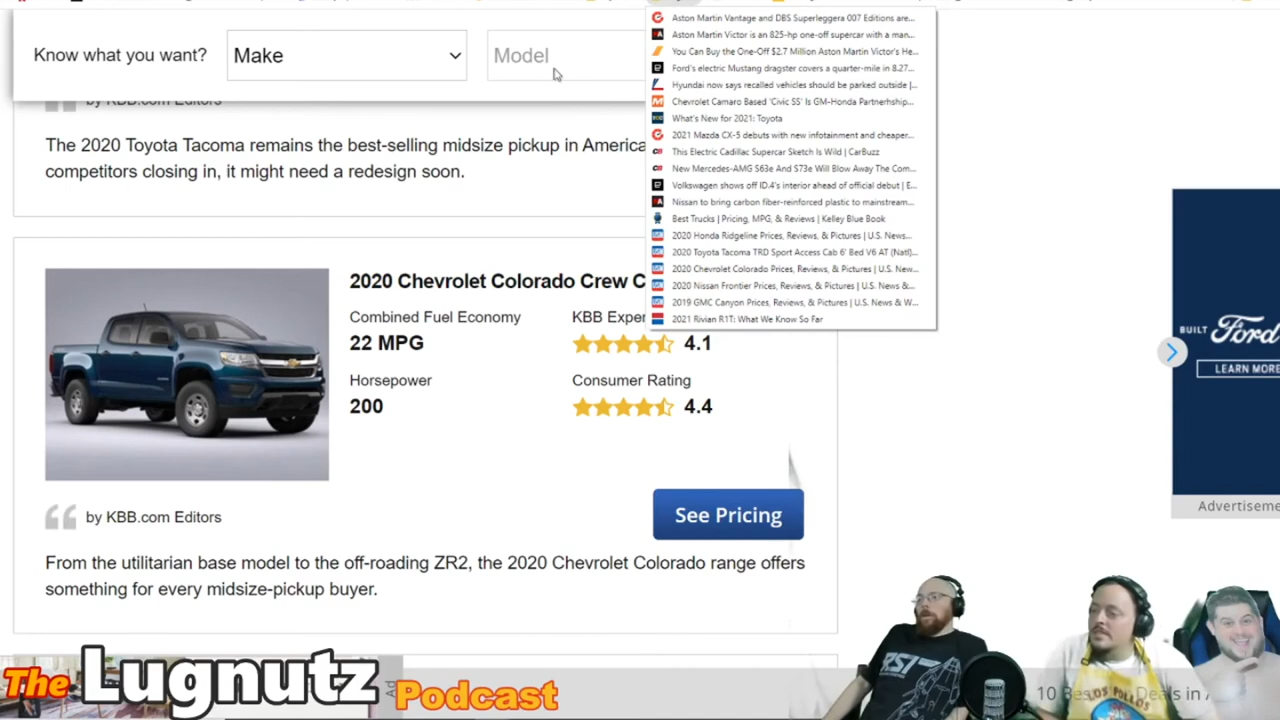 Know what you want?
Make
Model
by KBB.com Editors
The 2020 Toyota Tacoma remains the best-selling midsize pickup in America
competitors closing in, it might need a redesign soon.
Aston Martin Vantage and DBS Superleggera 007 Editions are...
Aston Martin Victor is an 825-hp one-off supercar with a man...
You Can Buy the One-Off $2.7 Million Aston Martin Victor's He...
Ford's electric Mustang dragster covers a quarter-mile in 8.27...
Hyundai now says recalled vehicles should be parked outside |...
Chevrolet Camaro Based 'Civic SS' Is GM-Honda Partnerhship...
What's New for 2021: Toyota
2021 Mazda CX-5 debuts with new infotainment and cheaper...
This Electric Cadillac Supercar Sketch Is Wild | CarBuzz
New Mercedes-AMG S63e And S73e Will Blow Away The Com...
Volkswagen shows off ID.4's interior ahead of official debut | E...
Nissan to bring carbon fiber-reinforced plastic to mainstream...
Best Trucks | Pricing, MPG, & Reviews | Kelley Blue Book
2020 Honda Ridgeline Prices, Reviews, & Pictures | U.S. News...
2020 Toyota Tacoma TRD Sport Access Cab 6' Bed V6 AT (Natl)...
2020 Chevrolet Colorado Prices, Reviews, & Pictures | U.S. New...
2020 Nissan Frontier Prices, Reviews, & Pictures | U.S. News &...
2019 GMC Canyon Prices, Reviews, & Pictures | U.S. News & W...
2021 Rivian R1T: What We Know So Far
2020 Chevrolet Colorado Crew C
Combined Fuel Economy
22 MPG
KBB Exper
4.1
Horsepower
200
Consumer Rating
4.4
by KBB.com Editors
See Pricing
From the utilitarian base model to the off-roading ZR2, the 2020 Chevrolet Colorado range offers
something for every midsize-pickup buyer.
BUILT Ford
LEARN MORE
Advertiseme
RSI
LOS POLLOS
The Lugnutz Podcast
Ad
10 Bes Deals in